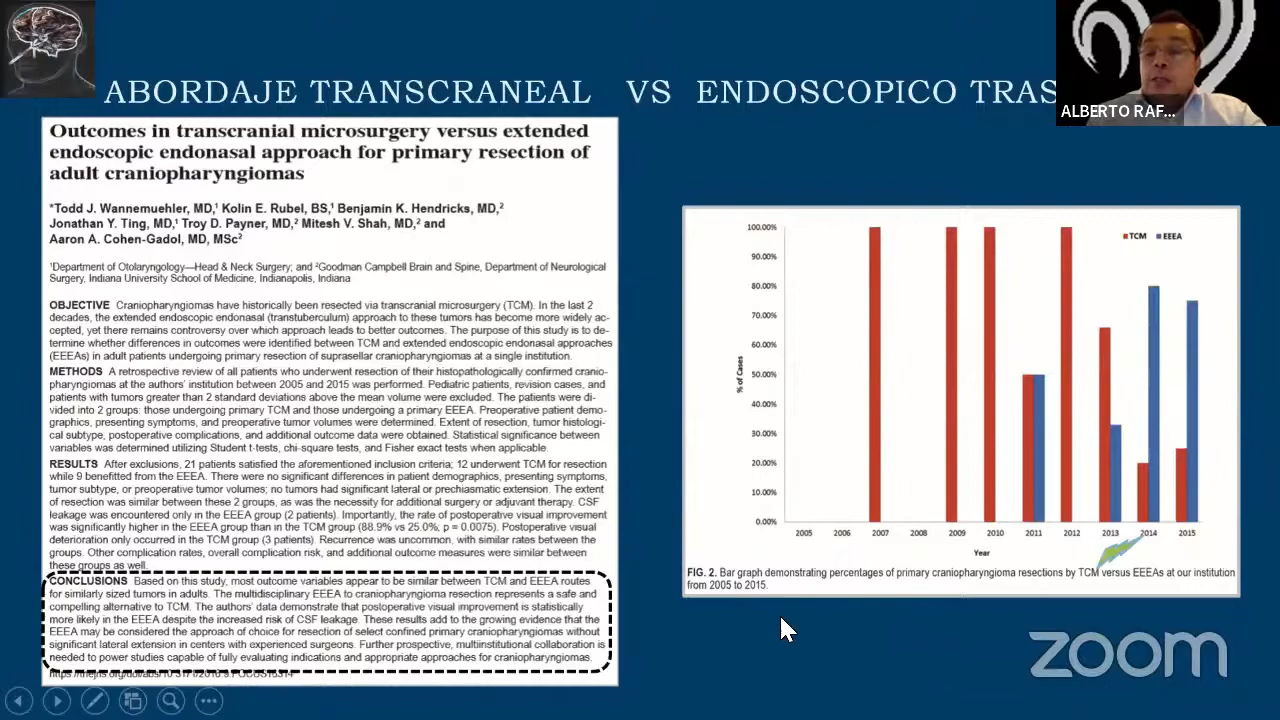 ABORDAJE TRANSCRANEAL VS ENDOSCOPICO TRAS
ALBERTO RAF...
Outcomes in transcranial microsurgery versus extended
endoscopic endonasal approach for primary resection of
adult craniopharyngiomas
*Todd J. Wannemuehler, MD,¹ Kolin E. Rubel, BS,¹ Benjamin K. Hendricks, MD,²
Jonathan Y. Ting, MD,¹ Troy D. Payner, MD,² Mitesh V. Shah, MD,² and
Aaron A. Cohen-Gadol, MD, MSc²
¹Department of Otolaryngology—Head & Neck Surgery; and ²Goodman Campbell Brain and Spine, Department of Neurological
Surgery, Indiana University School of Medicine, Indianapolis, Indiana
OBJECTIVE Craniopharyngiomas have historically been resected via transcranial microsurgery (TCM). In the last 2
decades, the extended endoscopic endonasal (transtuberculum) approach to these tumors has become more widely ac-
cepted, yet there remains controversy over which approach leads to better outcomes. The purpose of this study is to de-
termine whether differences in outcomes were identified between TCM and extended endoscopic endonasal approaches
(EEEAs) in adult patients undergoing primary resection of suprasellar craniopharyngiomas at a single institution.
METHODS A retrospective review of all patients who underwent resection of their histopathologically confirmed cranio-
pharyngiomas at the authors' institution between 2005 and 2015 was performed. Pediatric patients, revision cases, and
patients with tumors greater than 2 standard deviations above the mean volume were excluded. The patients were di-
vided into 2 groups: those undergoing primary TCM and those undergoing a primary EEEA. Preoperative patient demo-
graphics, presenting symptoms, and preoperative tumor volumes were determined. Extent of resection, tumor histologi-
cal subtype, postoperative complications, and additional outcome data were obtained. Statistical significance between
variables was determined utilizing Student t-tests, chi-square tests, and Fisher exact tests when applicable.
RESULTS After exclusions, 21 patients satisfied the aforementioned inclusion criteria; 12 underwent TCM for resection
while 9 benefitted from the EEEA. There were no significant differences in patient demographics, presenting symptoms,
tumor subtype, or preoperative tumor volumes; no tumors had significant lateral or prechiasmatic extension. The extent
of resection was similar between these 2 groups, as was the necessity for additional surgery or adjuvant therapy. CSF
leakage was encountered only in the EEEA group (2 patients). Importantly, the rate of postoperative visual improvement
was significantly higher in the EEEA group than in the TCM group (88.9% vs 25.0%; p = 0.0075). Postoperative visual
deterioration only occurred in the TCM group (3 patients). Recurrence was uncommon, with similar rates between the
groups. Other complication rates, overall complication risk, and additional outcome measures were similar between
these groups as well.
CONCLUSIONS Based on this study, most outcome variables appear to be similar between TCM and EEEA routes
for similarly sized tumors in adults. The multidisciplinary EEEA to craniopharyngioma resection represents a safe and
compelling alternative to TCM. The authors' data demonstrate that postoperative visual improvement is statistically
more likely in the EEEA despite the increased risk of CSF leakage. These results add to the growing evidence that the
EEEA may be considered the approach of choice for resection of select confined primary craniopharyngiomas without
significant lateral extension in centers with experienced surgeons. Further prospective, multiinstitutional collaboration is
needed to power studies capable of fully evaluating indications and appropriate approaches for craniopharyngiomas.
100.00%
90.00%
80.00%
70.00%
60.00%
50.00%
40.00%
30.00%
20.00%
10.00%
0.00%
% of Cases
TCM EEEA
2005 2006 2007 2008 2009 2010 2011 2012 2013 2014 2015
Year
FIG. 2. Bar graph demonstrating percentages of primary craniopharyngioma resections by TCM versus EEEAs at our institution
from 2005 to 2015.
zoom